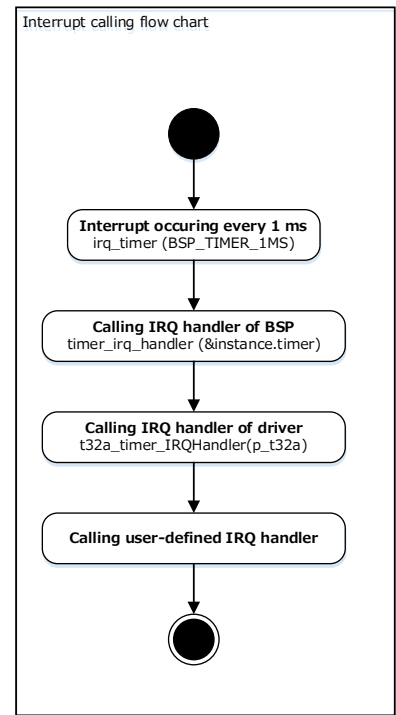 Interrupt calling flow chart
Interrupt occuring every 1 ms
irq_timer (BSP_TIMER_1MS)
Calling IRQ handler of BSP
timer_irq_handler (&instance.timer)
Calling IRQ handler of driver
t32a_timer_IRQHandler(p_t32a)
Calling user-defined IRQ handler